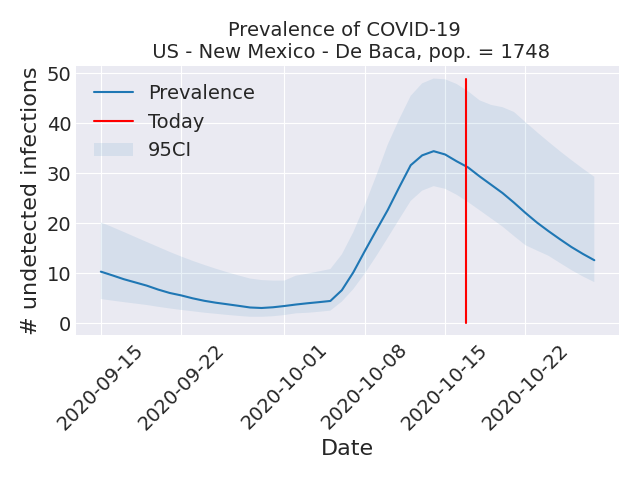 Prevalence of COVID-19
US - New Mexico - De Baca, pop. = 1748
# undetected infections
50
40
30
20
10
0
Prevalence
Today
95CI
2020-09-15
2020-09-22
2020-10-01
2020-10-08
2020-10-15
2020-10-22
Date